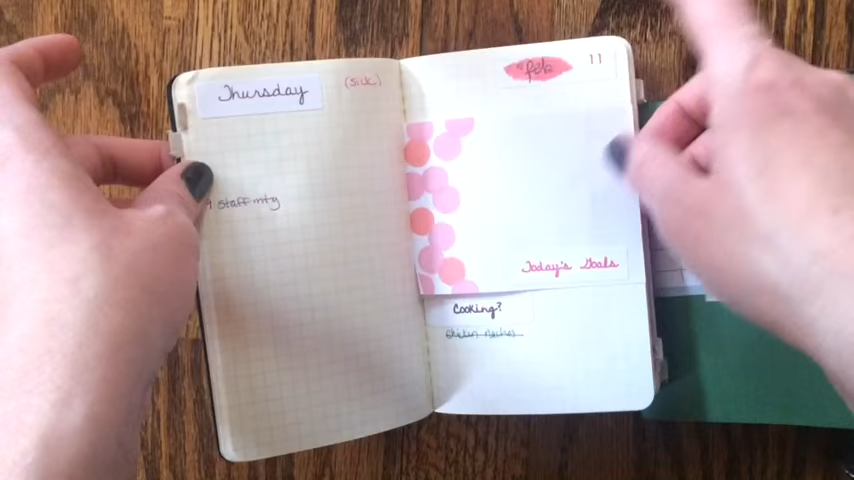 Thursday
(sick)
staff mtg
feb
11
Today's Goals
Cooking?